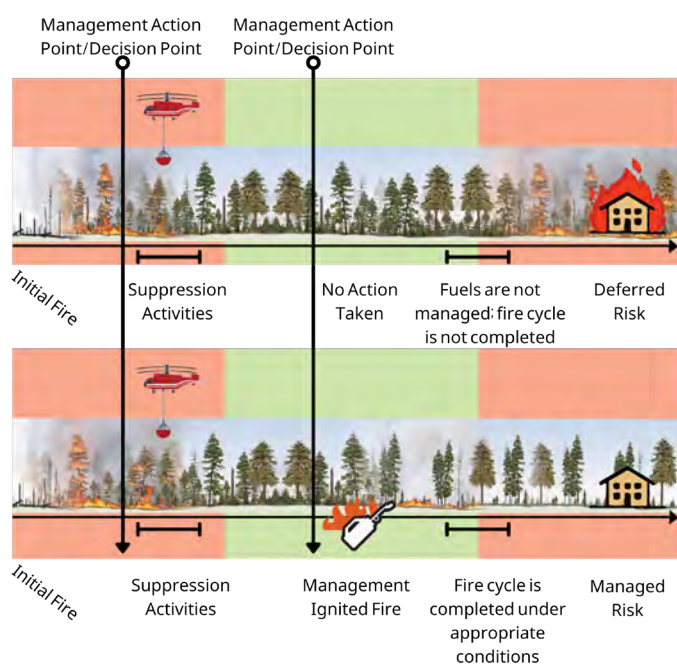 Management Action
Point/Decision Point
Management Action
Point/Decision Point
Initial Fire
Suppression
Activities
No Action
Taken
Fuels are not
managed; fire cycle
is not completed
Deferred
Risk
Initial Fire
Suppression
Activities
Management
Ignited Fire
Fire cycle is
completed under
appropriate
conditions
Managed
Risk